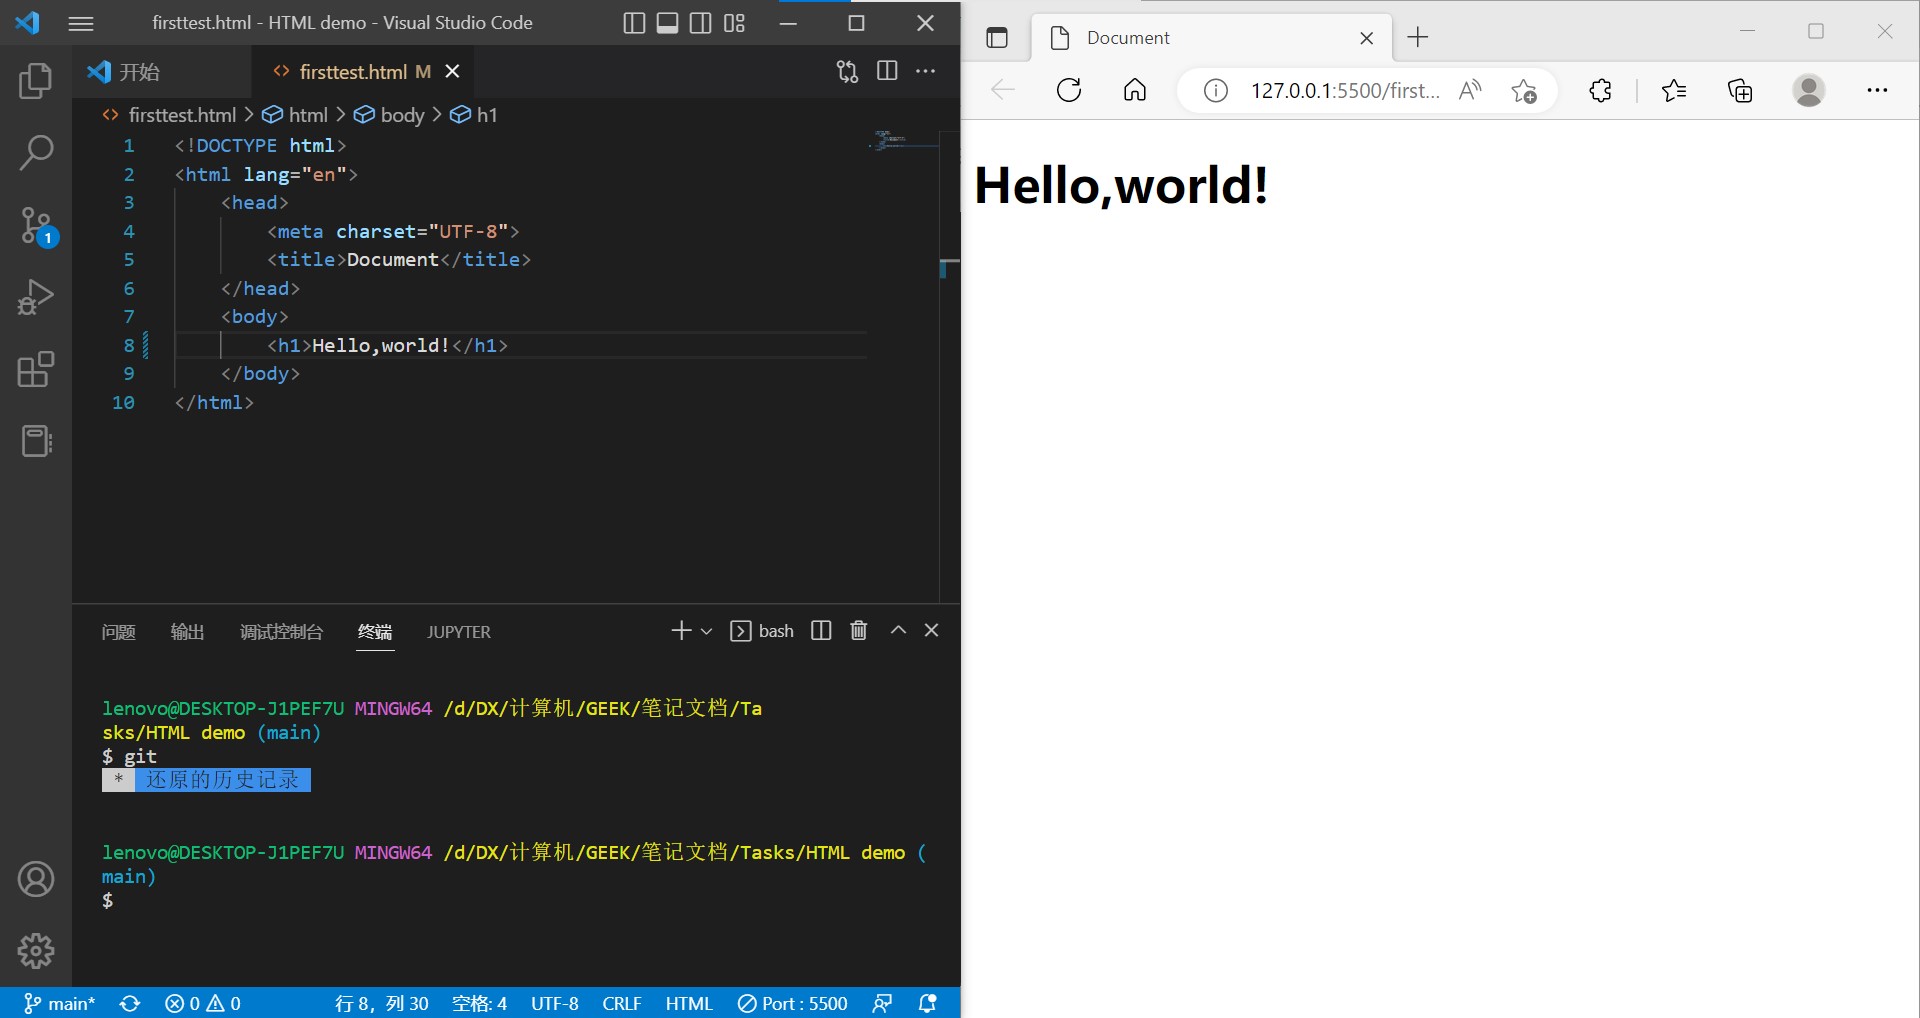 firsttest.html - HTML demo - Visual Studio Code
开始
firsttest.html M
firsttest.html > html > body > h1
1 <!DOCTYPE html>
2 <html lang="en">
3 <head>
4 <meta charset="UTF-8">
5 <title>Document</title>
6 </head>
7 <body>
8 <h1>Hello,world!</h1>
9 </body>
10 </html>
1
问题 输出 调试控制台 终端 JUPYTER bash
lenovo@DESKTOP-J1PEF7U MINGW64 /d/DX/计算机/GEEK/笔记文档/Ta
sks/HTML demo (main)
$ git
* 还原的历史记录
lenovo@DESKTOP-J1PEF7U MINGW64 /d/DX/计算机/GEEK/笔记文档/Tasks/HTML demo (
main)
$
main* 0 0 行 8，列 30 空格: 4 UTF-8 CRLF HTML Port : 5500
Document
127.0.0.1:5500/first...
Hello,world!